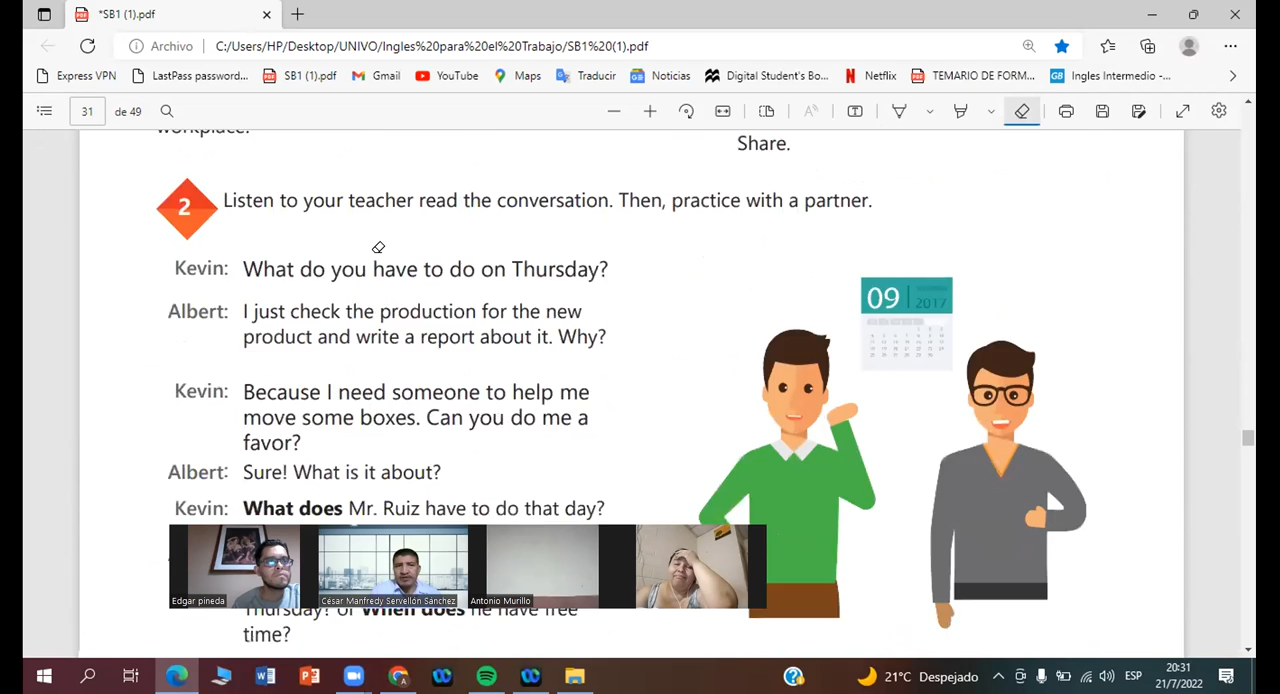 *SB1 (1).pdf
Archivo C:/Users/HP/Desktop/UNIVO/Ingles%20para%20el%20Trabajo/SB1%20(1).pdf
Express VPN LastPass password... SB1 (1).pdf Gmail YouTube Maps Traducir Noticias Digital Student's Bo... Netflix TEMARIO DE FORM... Ingles Intermedio -...
31 de 49
workplace.
Share.
2 Listen to your teacher read the conversation. Then, practice with a partner.
Kevin: What do you have to do on Thursday?
Albert: I just check the production for the new
product and write a report about it. Why?
Kevin: Because I need someone to help me
move some boxes. Can you do me a
favor?
Albert: Sure! What is it about?
Kevin: What does Mr. Ruiz have to do that day?
Thursday? Or When does he have free
time?
09 2017
Edgar pineda
César Manfredy Servellón Sánchez
Antonio Murillo
21°C Despejado
ESP
20:31
21/7/2022